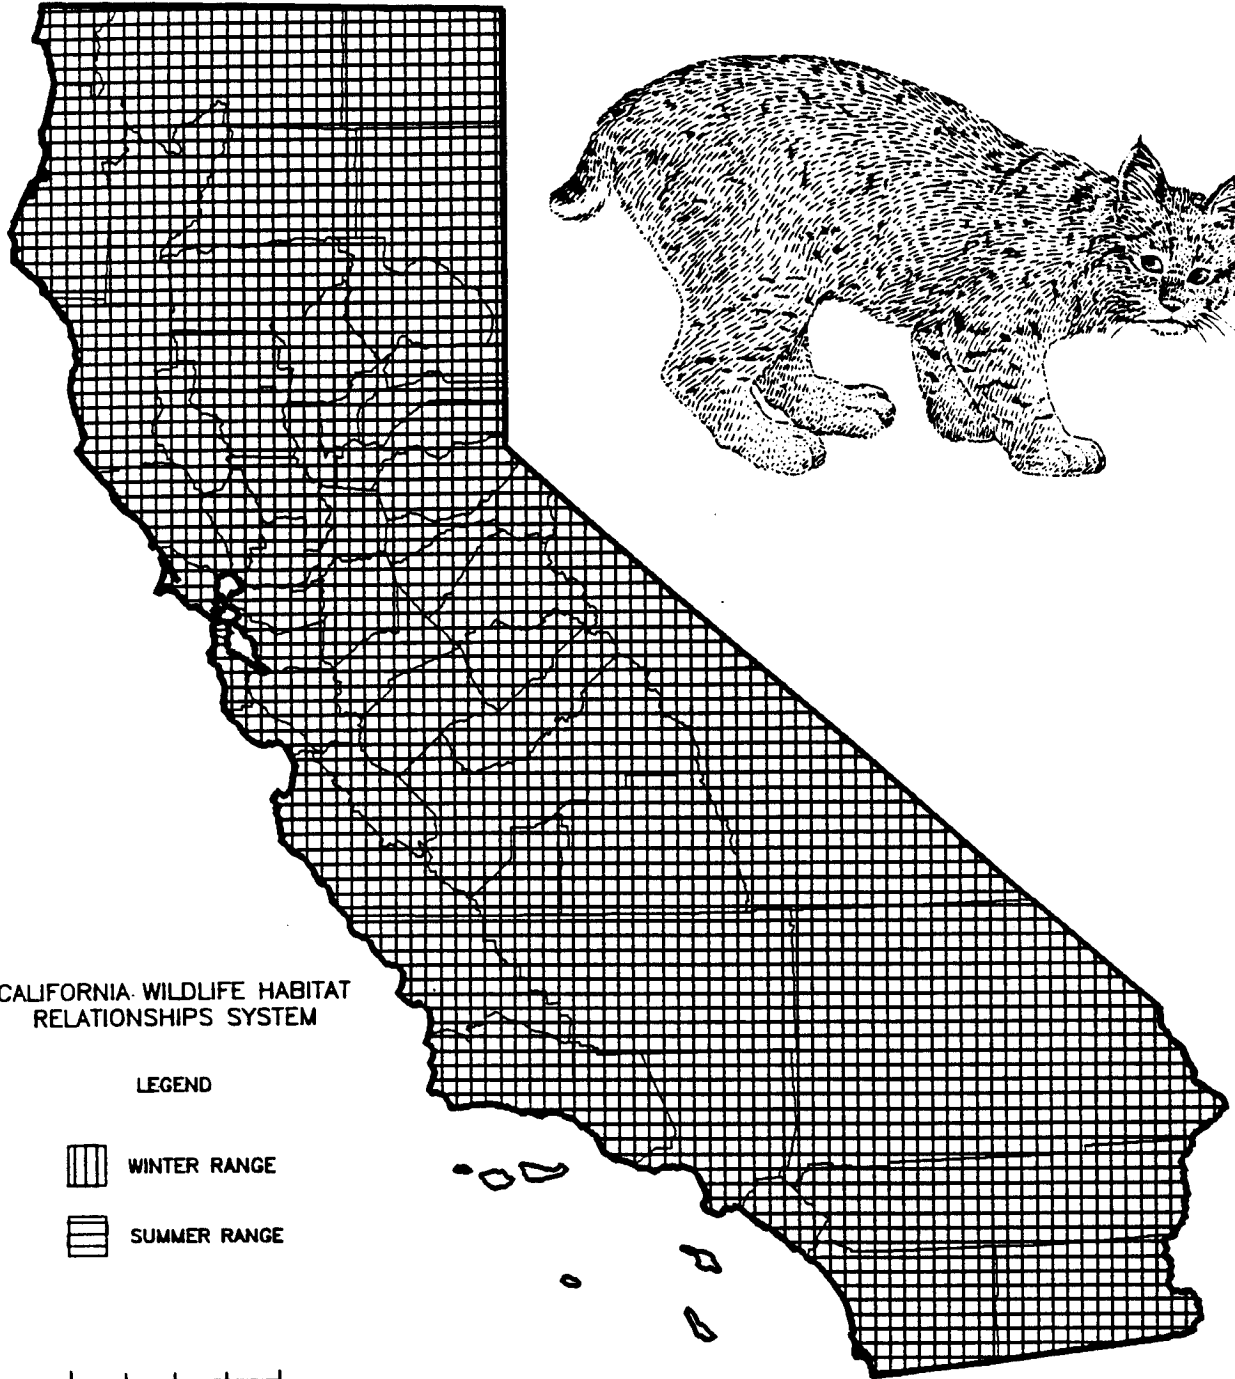 CALIFORNIA WILDLIFE HABITAT
RELATIONSHIPS SYSTEM
LEGEND
WINTER RANGE
SUMMER RANGE